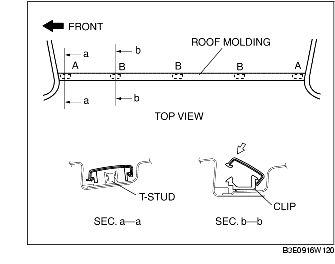 FRONT
ROOF MOLDING
a b
A B B B A
a b
TOP VIEW
T-STUD
CLIP
SEC. a—a SEC. b—b
B3E0916W120